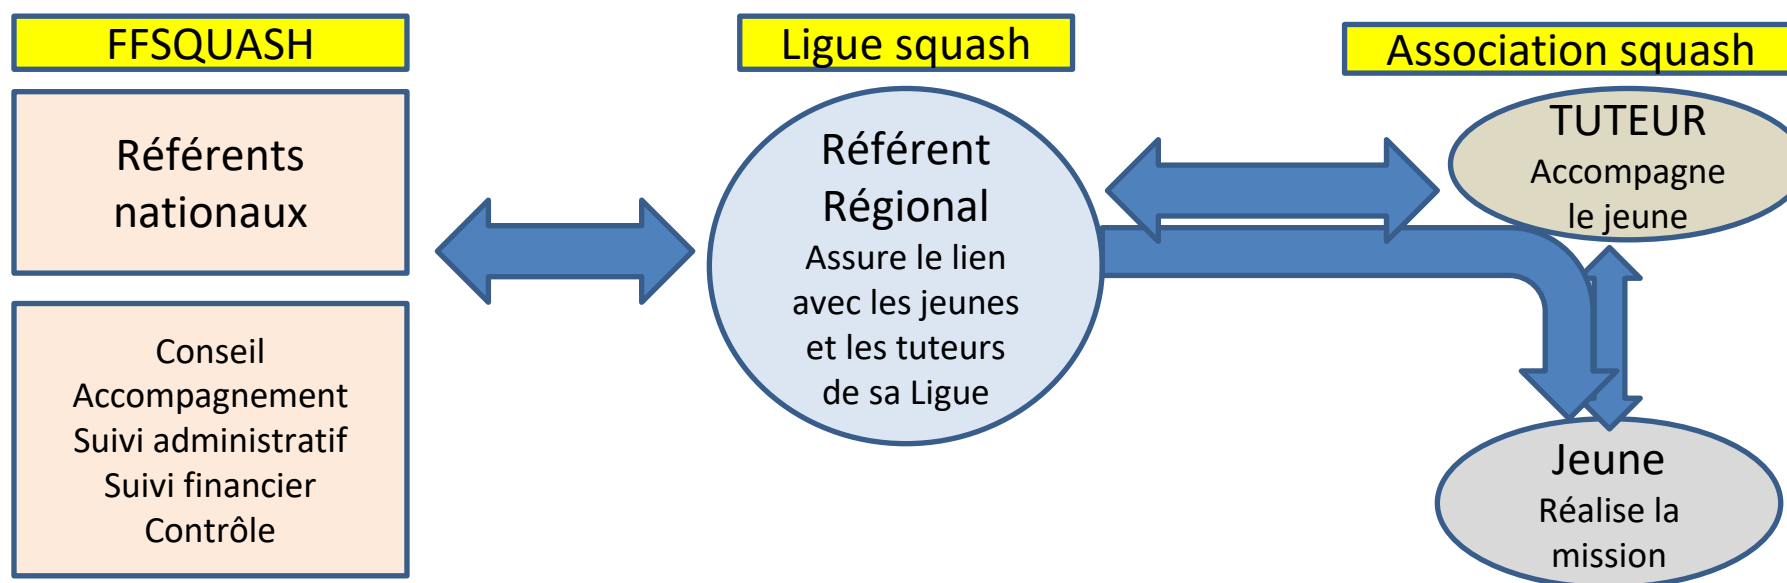 FFSQUASH
Référents
nationaux
Conseil
Accompagnement
Suivi administratif
Suivi financier
Contrôle
Ligue squash
Référent
Régional
Assure le lien
avec les jeunes
et les tuteurs
de sa Ligue
Association squash
TUTEUR
Accompagne
le jeune
Jeune
Réalise la
mission